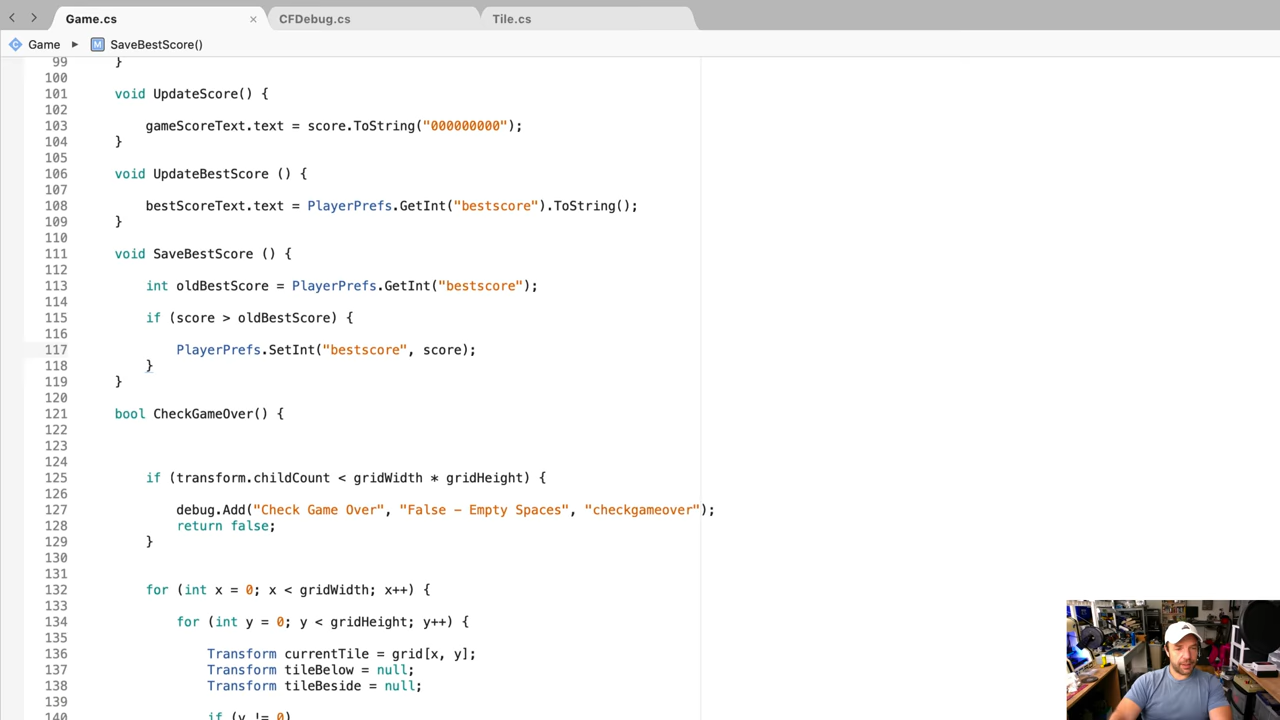 Game.cs × CFDebug.cs Tile.cs
Game ▶ M SaveBestScore()
99 }
100
101 void UpdateScore() {
102
103 gameScoreText.text = score.ToString("000000000");
104 }
105
106 void UpdateBestScore () {
107
108 bestScoreText.text = PlayerPrefs.GetInt("bestscore").ToString();
109 }
110
111 void SaveBestScore () {
112
113 int oldBestScore = PlayerPrefs.GetInt("bestscore");
114
115 if (score > oldBestScore) {
116
117 PlayerPrefs.SetInt("bestscore", score);
118 }
119 }
120
121 bool CheckGameOver() {
122
123
124
125 if (transform.childCount < gridWidth * gridHeight) {
126
127 debug.Add("Check Game Over", "False - Empty Spaces", "checkgameover");
128 return false;
129 }
130
131
132 for (int x = 0; x < gridWidth; x++) {
133
134 for (int y = 0; y < gridHeight; y++) {
135
136 Transform currentTile = grid[x, y];
137 Transform tileBelow = null;
138 Transform tileBeside = null;
139
140 if (y != 0)